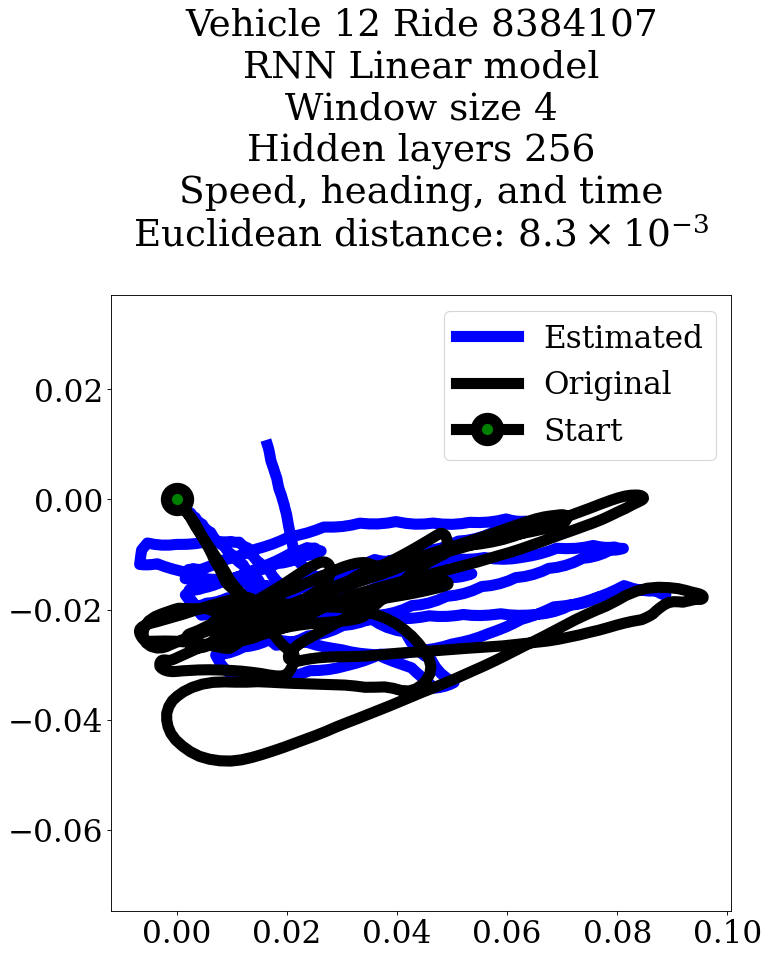 Vehicle 12 Ride 8384107
RNN Linear model
Window size 4
Hidden layers 256
Speed, heading, and time
Euclidean distance: 8.3 × 10⁻³
Estimated
Original
Start
0.02
0.00
−0.02
−0.04
−0.06
0.00 0.02 0.04 0.06 0.08 0.10